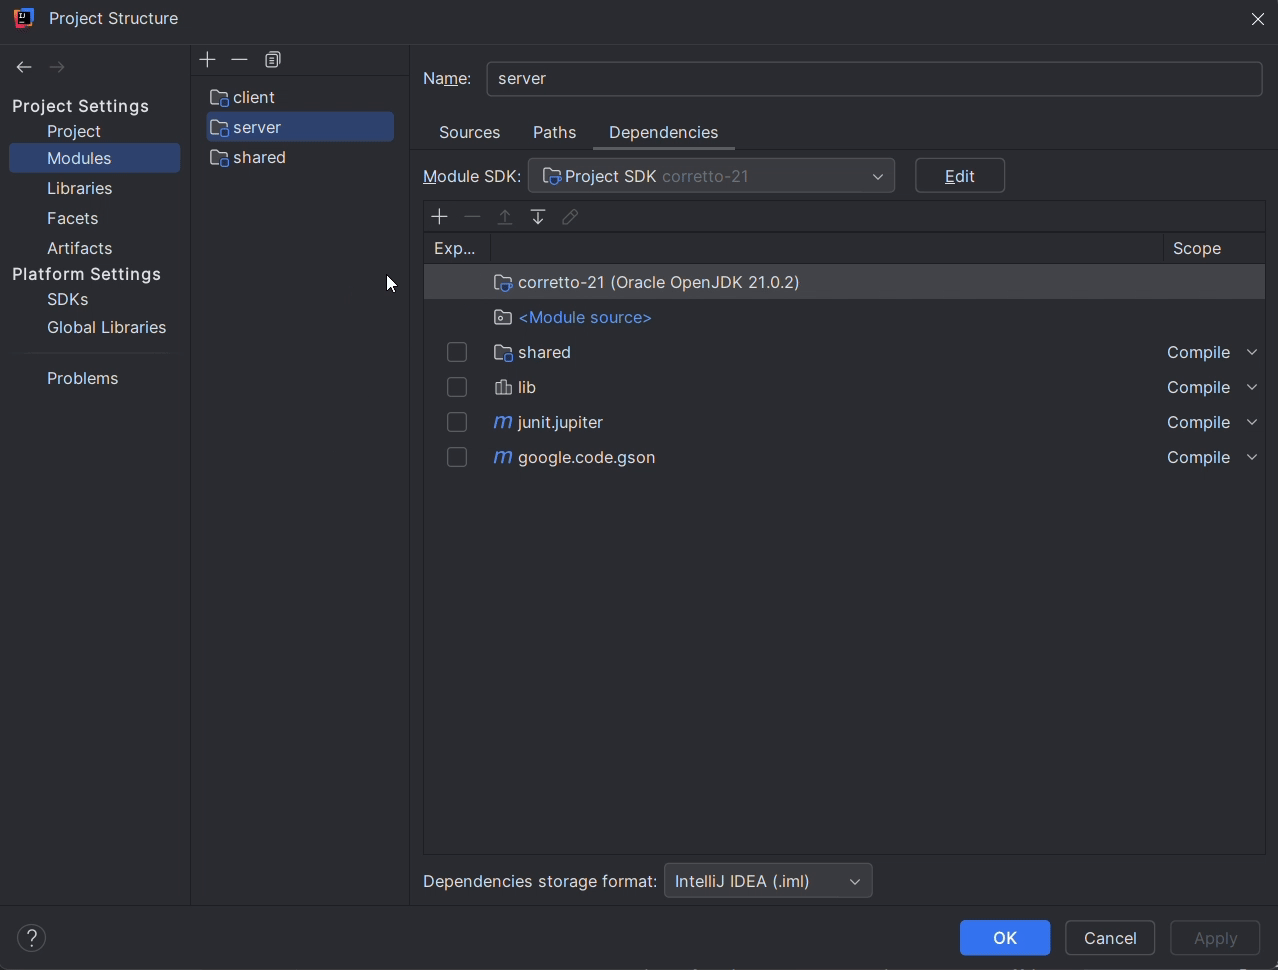 Project Structure
Project Settings
Project
Modules
Libraries
Facets
Artifacts
Platform Settings
SDKs
Global Libraries
Problems
client
server
shared
Name: server
Sources Paths Dependencies
Module SDK: Project SDK corretto-21 Edit
Exp... Scope
corretto-21 (Oracle OpenJDK 21.0.2)
<Module source>
shared Compile
lib Compile
m junit.jupiter Compile
m google.code.gson Compile
Dependencies storage format: IntelliJ IDEA (.iml)
? OK Cancel Apply